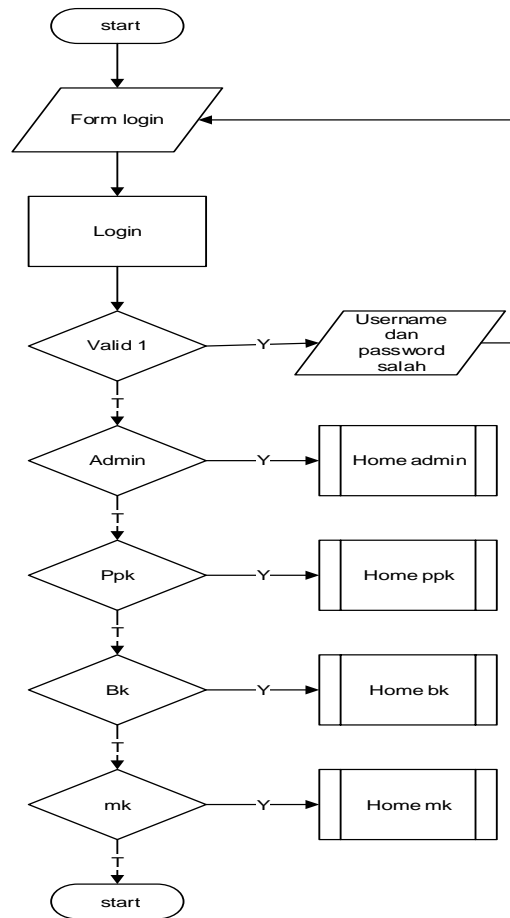 start
Form login
Login
Valid 1
Y
Username
dan
password
salah
T
Admin
Y
Home admin
T
Ppk
Y
Home ppk
T
Bk
Y
Home bk
T
mk
Y
Home mk
T
start